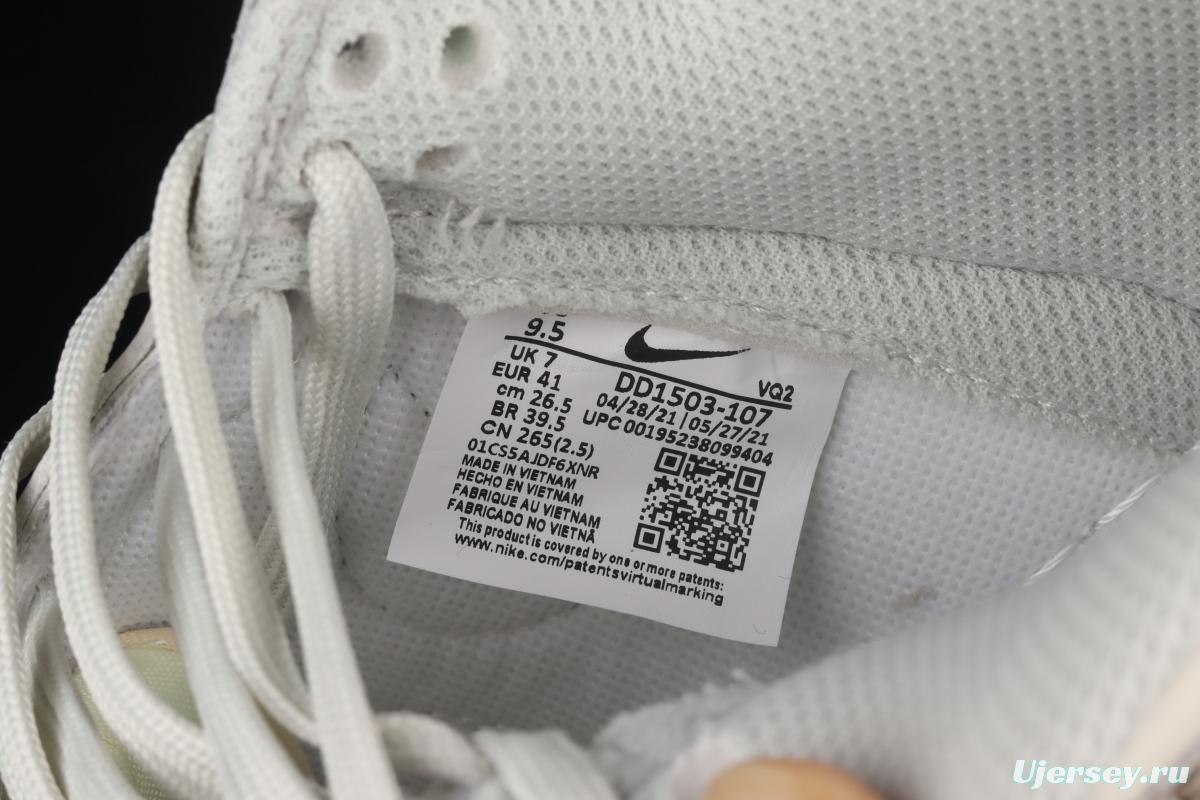 9.5
UK 7
EUR 41
cm 26.5
BR 39.5
CN 265(2.5)
VQ2
DD1503-107
04/28/21 | 05/27/21
UPC 00195238099404
01CS5AJDF6XNR
MADE IN VIETNAM
HECHO EN VIETNAM
FABRIQUE AU VIETNAM
FABRICADO NO VIETNÃ
This product is covered by one or more patents:
www.nike.com/patentsvirtualmarking
Ujersey.ru